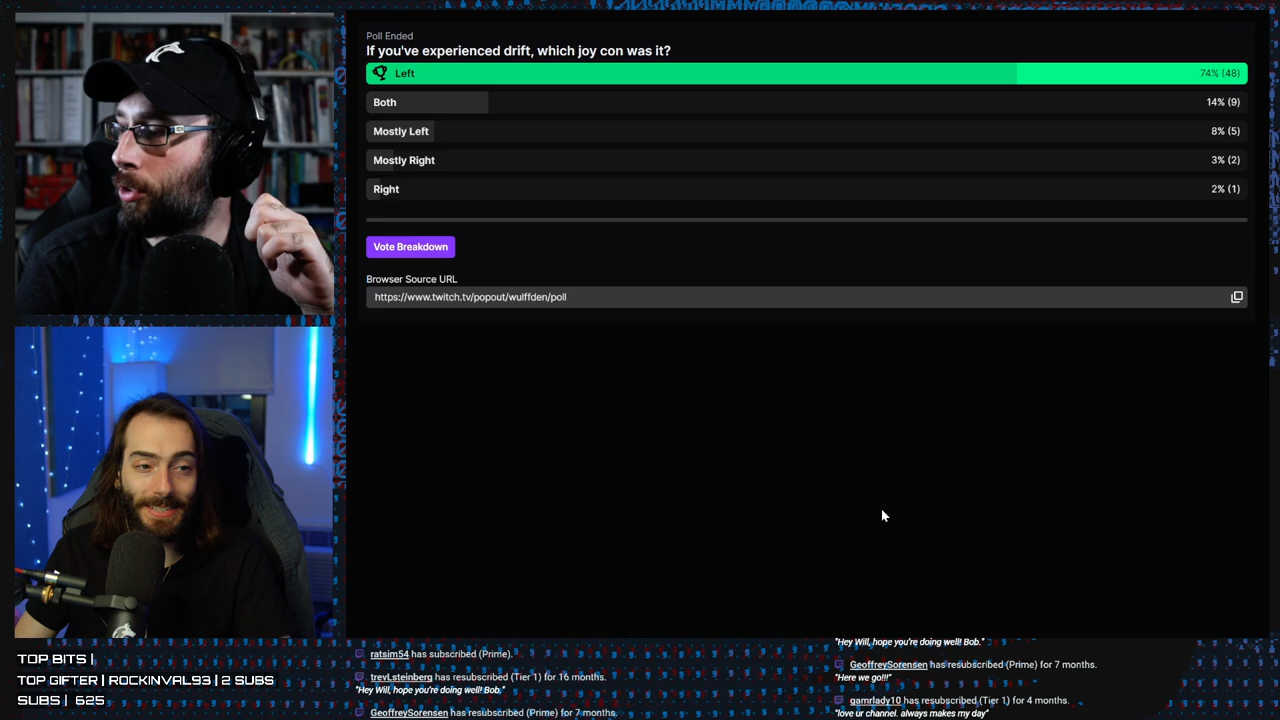 Poll Ended
If you've experienced drift, which joy con was it?
Left 74% (48)
Both 14% (9)
Mostly Left 8% (5)
Mostly Right 3% (2)
Right 2% (1)
Vote Breakdown
Browser Source URL
https://www.twitch.tv/popout/wulffden/poll
TOP BITS |
TOP GIFTER | ROCKINVAL93 | 2 SUBS
SUBS | 625
ratsim54 has subscribed (Prime).
trevLsteinberg has resubscribed (Tier 1) for 16 months.
"Hey Will, hope you're doing well! Bob."
GeoffreySorensen has resubscribed (Prime) for 7 months.
"Hey Will, hope you're doing well! Bob."
GeoffreySorensen has resubscribed (Prime) for 7 months.
"Here we go!!!"
gamrlady10 has resubscribed (Tier 1) for 4 months.
"love ur channel. always makes my day"